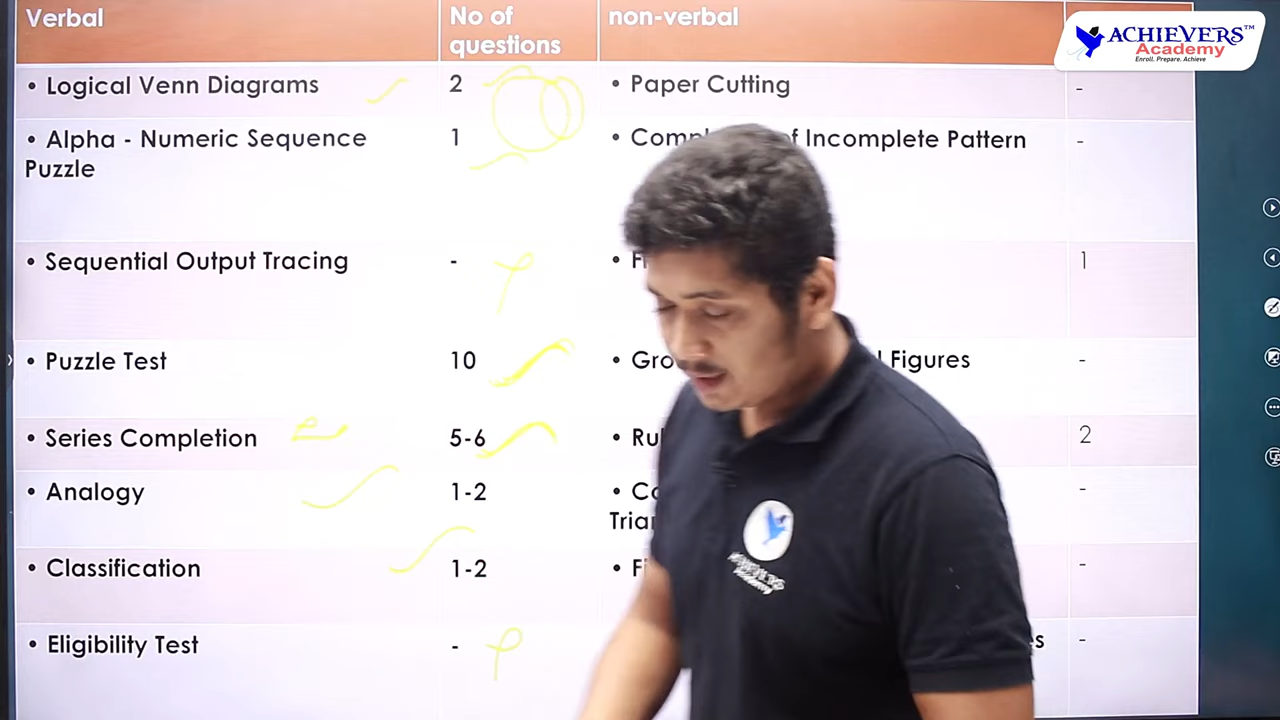 Verbal
No of
questions
non-verbal
ACHIEVERS™
Academy
Enroll. Prepare. Achieve
• Logical Venn Diagrams
2
• Paper Cutting
-
• Alpha - Numeric Sequence
Puzzle
1
• of Incomplete Pattern
-
• Sequential Output Tracing
-
•
1
• Puzzle Test
10
• Figures
-
• Series Completion
5-6
•
2
• Analogy
1-2
•
-
• Classification
1-2
•
-
• Eligibility Test
-
-
Academy